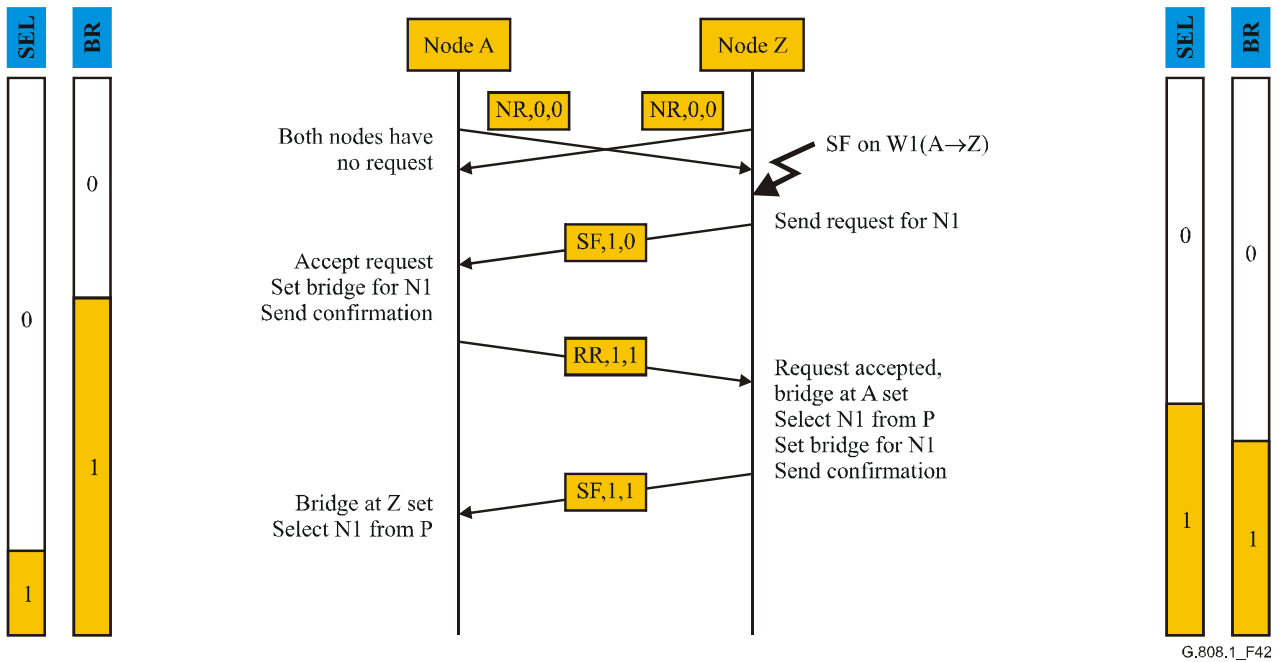 SEL
BR
Node A
Node Z
SEL
BR
NR,0,0
NR,0,0
Both nodes have
no request
SF on W1(A→Z)
0
Send request for N1
0
SF,1,0
0
Accept request
Set bridge for N1
Send confirmation
0
RR,1,1
Request accepted,
bridge at A set
Select N1 from P
Set bridge for N1
Send confirmation
1
SF,1,1
Bridge at Z set
Select N1 from P
1
1
1
G.808.1_F42